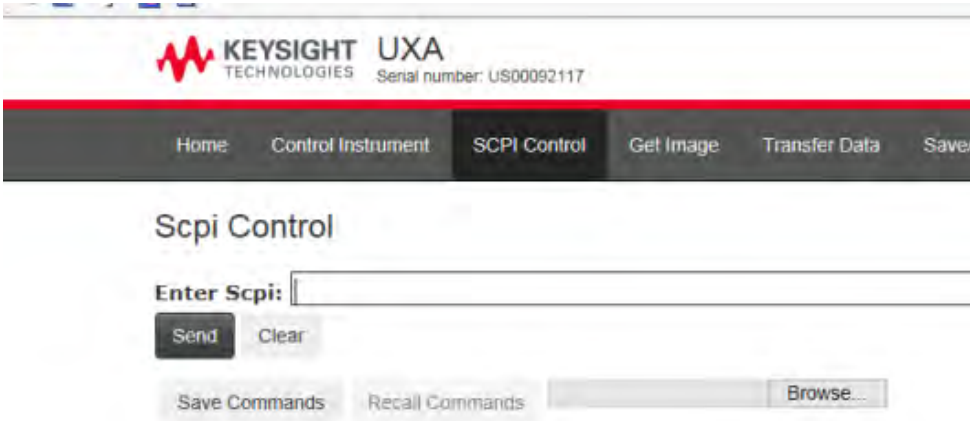 KEYSIGHT UXA
TECHNOLOGIES Serial number: US00092117
Home Control Instrument SCPI Control Get Image Transfer Data Save
Scpi Control
Enter Scpi:
Send Clear
Save Commands Recall Commands Browse...